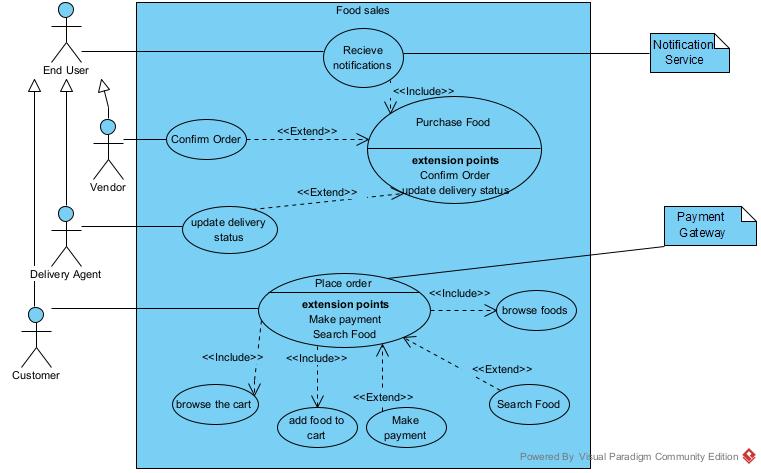 Food sales
End User
Recieve
notifications
Notification
Service
<<Include>>
Purchase Food
extension points
Confirm Order
update delivery status
Confirm Order
<<Extend>>
Vendor
<<Extend>>
update delivery
status
Payment
Gateway
Delivery Agent
Place order
extension points
Make payment
Search Food
<<Include>>
browse foods
Customer
<<Include>>
<<Include>>
<<Extend>>
<<Extend>>
browse the cart
add food to
cart
Make
payment
Search Food
Powered By Visual Paradigm Community Edition